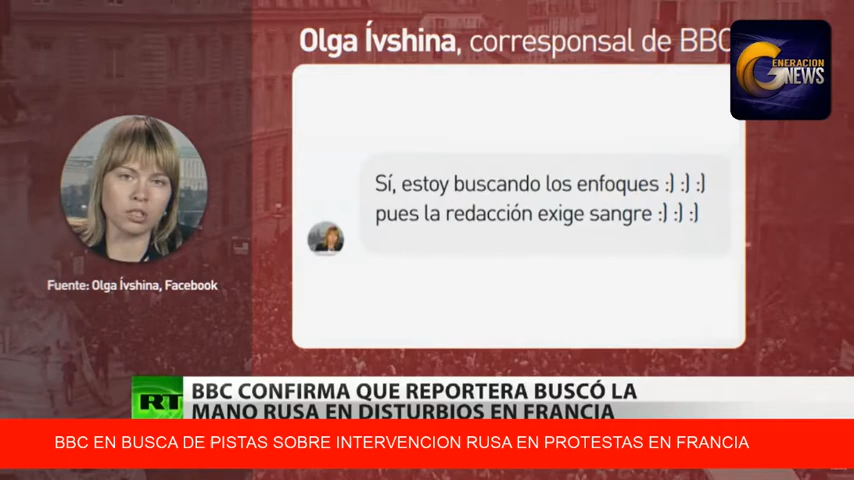 Olga Ívshina, corresponsal de BBC
GENERACION
NEWS
Sí, estoy buscando los enfoques :) :) :)
pues la redacción exige sangre :) :) :)
Fuente: Olga Ívshina, Facebook
RT
BBC CONFIRMA QUE REPORTERA BUSCÓ LA
MANO RUSA EN DISTURBIOS EN FRANCIA
BBC EN BUSCA DE PISTAS SOBRE INTERVENCION RUSA EN PROTESTAS EN FRANCIA